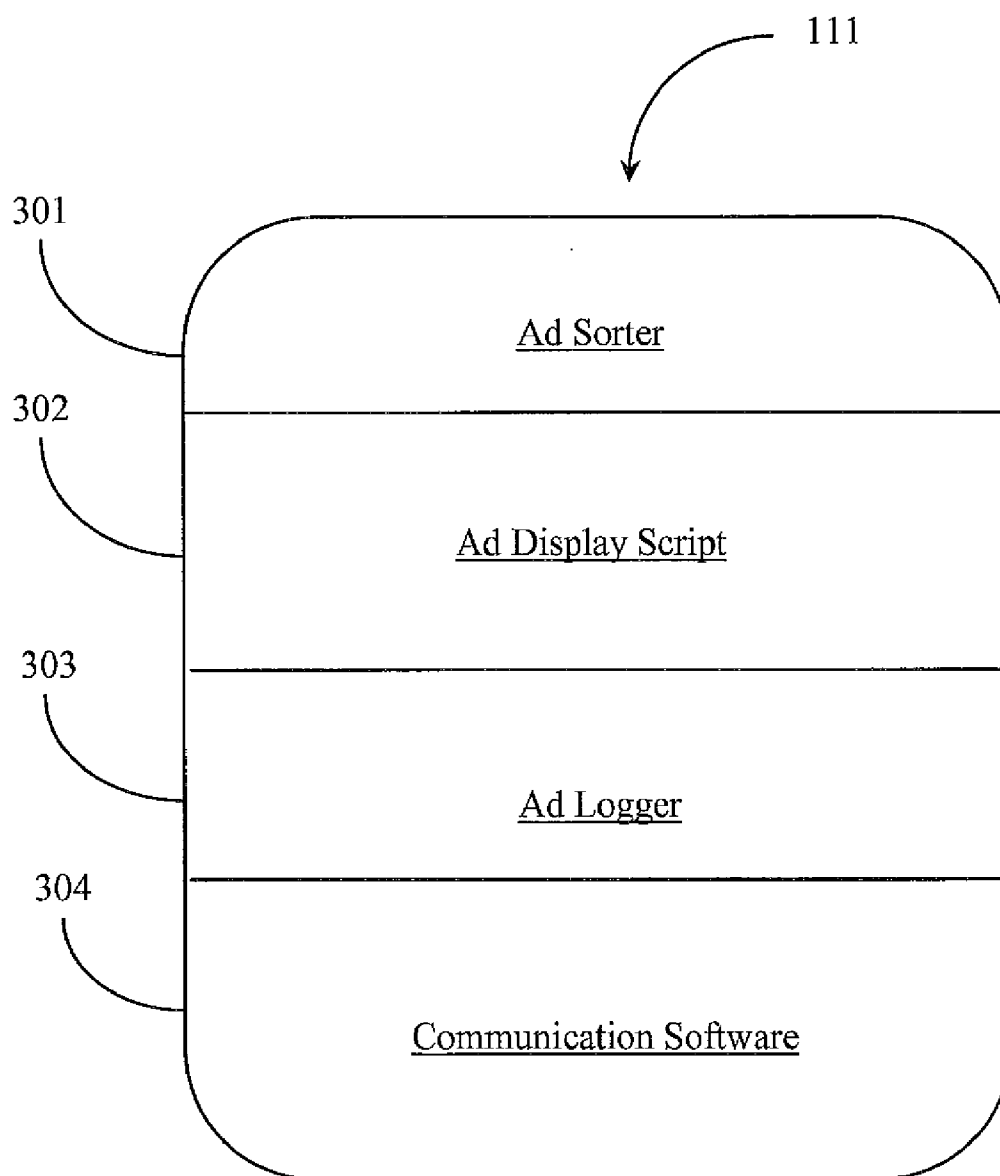 111
301
Ad Sorter
302
Ad Display Script
303
Ad Logger
304
Communication Software